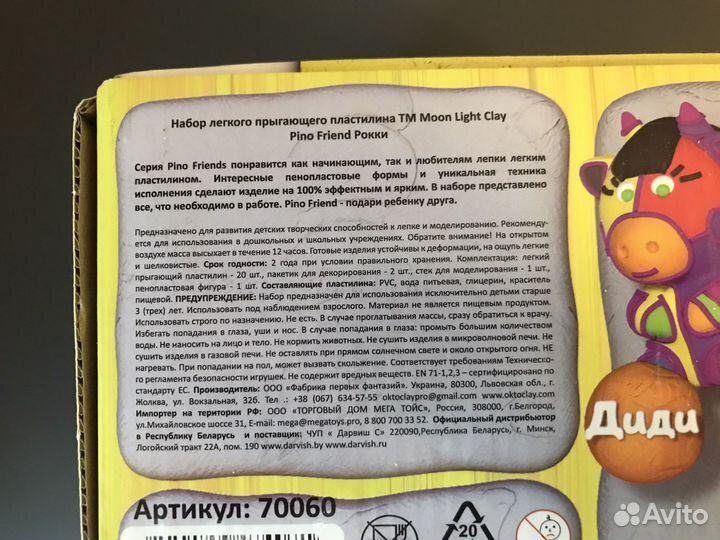 Набор легкого прыгающего пластилина ТМ Moon Light Clay
Pino Friend Рокки
Серия Pino Friends понравится как начинающим, так и любителям лепки легким
пластилином. Интересные пенопластовые формы и уникальная техника
исполнения сделают изделие на 100% эффектным и ярким. В наборе представлено
все, что необходимо в работе. Pino Friend - подари ребенку друга.
Предназначено для развития детских творческих способностей к лепке и моделированию. Рекоменду-
ется для использования в дошкольных и школьных учреждениях. Обратите внимание! На открытом
воздухе масса высыхает в течение 12 часов. Готовые изделия устойчивы к деформации, на ощупь легкие
и шелковистые. Срок годности: 2 года при условии правильного хранения. Комплектация: легкий
прыгающий пластилин - 20 шт., пакетик для декорирования - 2 шт., стек для моделирования - 1 шт.,
пенопластовая фигура - 1 шт. Составляющие пластилина: PVC, вода питьевая, глицерин, краситель
пищевой. ПРЕДУПРЕЖДЕНИЕ: Набор предназначен для использования исключительно детьми старше
3 (трех) лет. Использовать под наблюдением взрослого. Материал не является пищевым продуктом.
Использовать строго по назначению. Не есть. В случае проглатывания массы, сразу обратиться к врачу.
Избегать попадания в глаза, уши и нос. В случае попадания в глаза: промыть большим количеством
воды. Не наносить на лицо и тело. Не кормить животных. Не сушите изделия в микроволновой печи. Не
сушить изделия в газовой печи. Не оставлять при прямом солнечном свете и около открытого огня. НЕ
нагревать. При попадании на пол, может вызвать скольжение. Соответствует требованиям Техническо-
го регламента безопасности игрушек. Не содержит вредных веществ. EN 71-1,2,3 – сертифицировано по
стандарту ЕС. Производитель: ООО «Фабрика первых фантазий». Украина, 80300, Львовская обл., г.
Жолква, ул. Вокзальная, 32б. Тел.: +38 (067) 634-57-55 oktoclaypro@gmail.com www.oktoclay.com.
Импортер на територии РФ: ООО «ТОРГОВЫЙ ДОМ МЕГА ТОЙС», Россия, 308000, г.Белгород,
ул.Михайловское шоссе 31, E-mail: mega@megatoys.pro, 8 800 700 33 52. Официальный дистрибьютор
в Республику Беларусь и поставщик: ЧУП « Дарвиш С» 220090,Республика Беларусь, г. Минск,
Логойский тракт 22А, пом. 190 www.darvish.by www.darvish.ru
Диди
Артикул: 70060
20
Avito